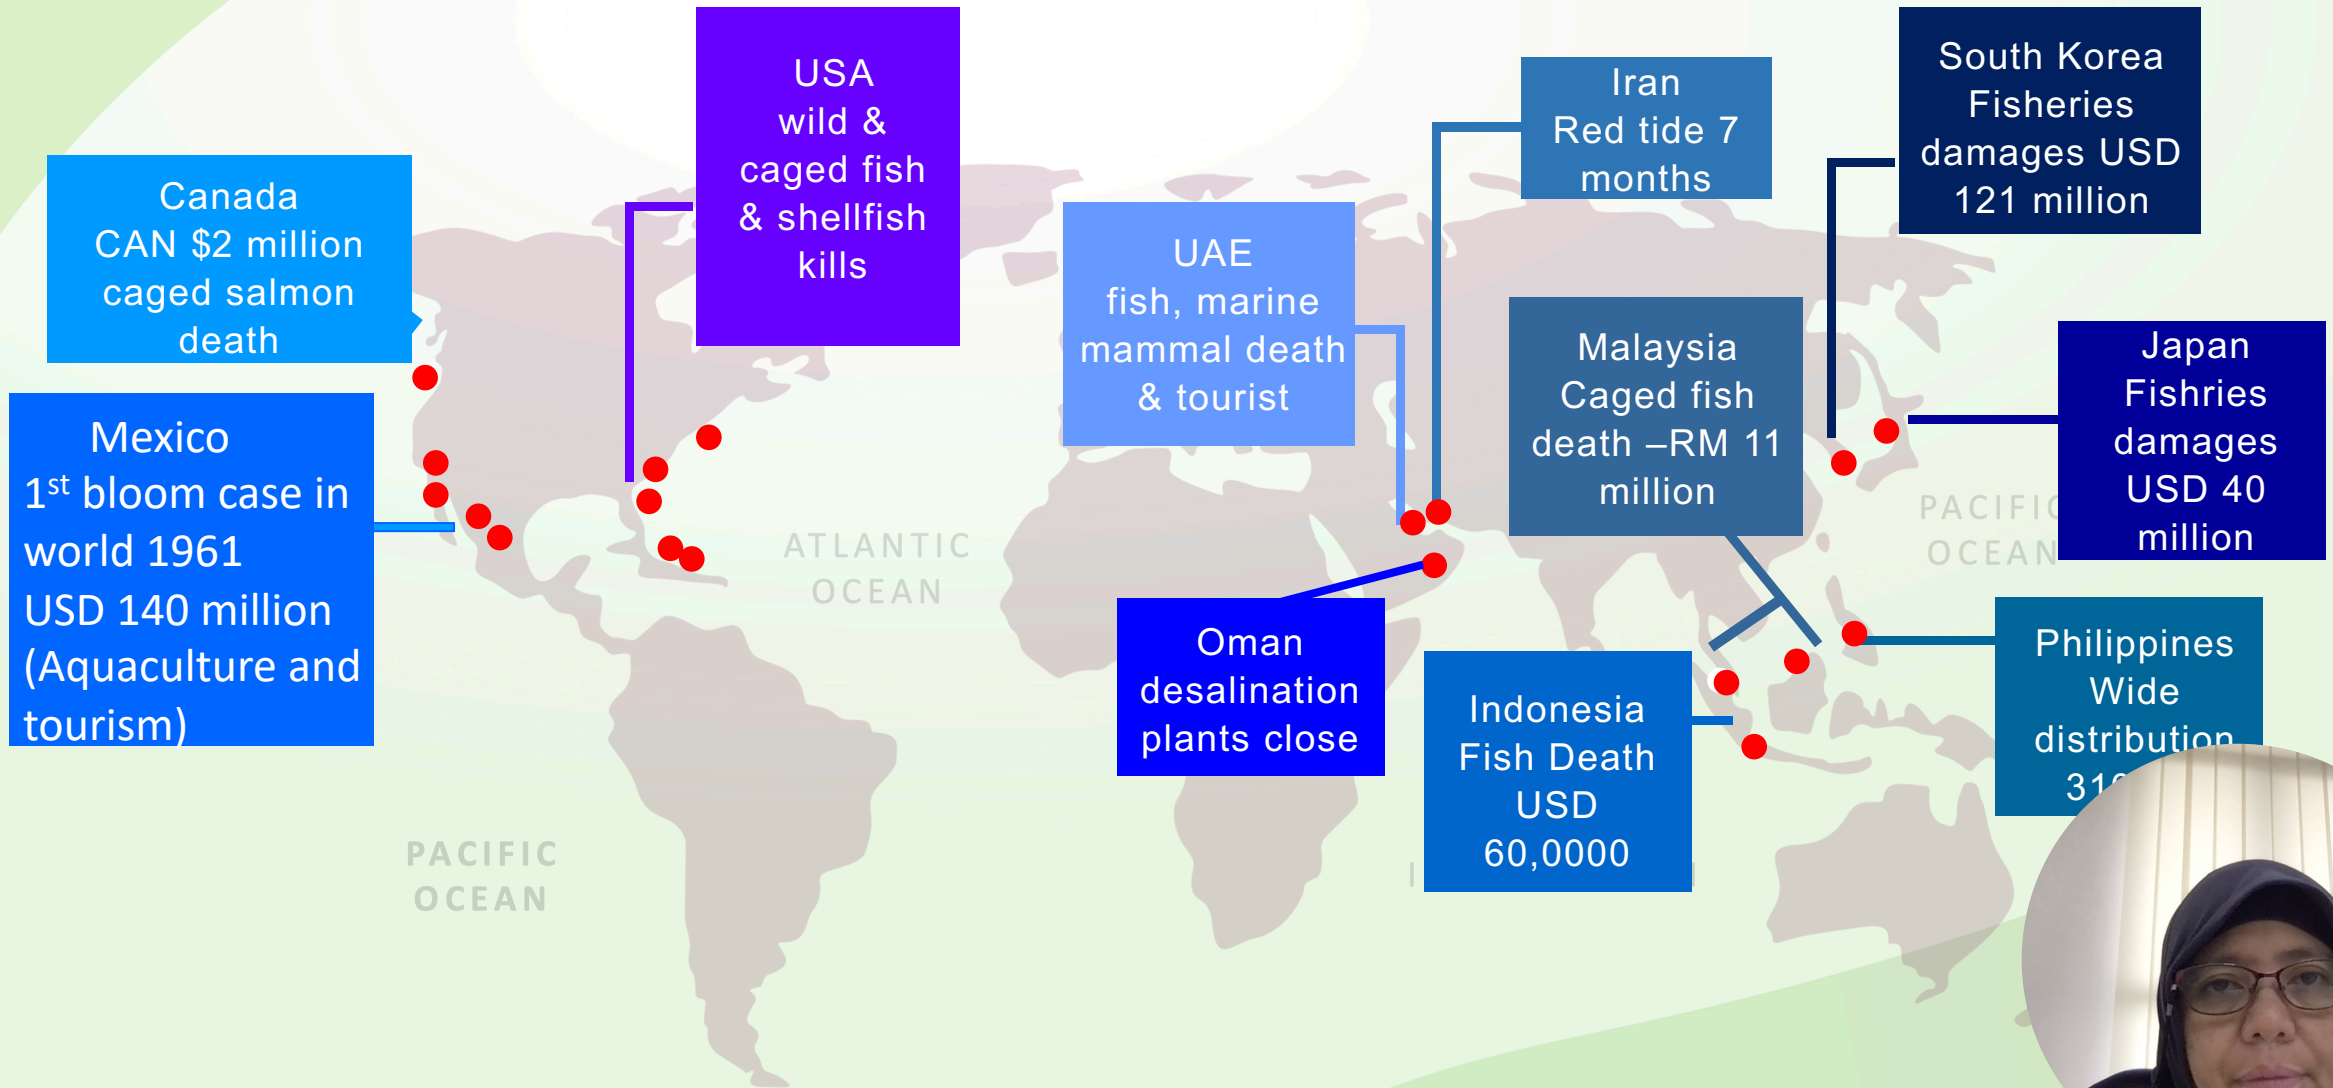 Canada
CAN $2 million
caged salmon
death
Mexico
1st bloom case in
world 1961
USD 140 million
(Aquaculture and
tourism)
USA
wild &
caged fish
& shellfish
kills
UAE
fish, marine
mammal death
& tourist
Iran
Red tide 7
months
South Korea
Fisheries
damages USD
121 million
Malaysia
Caged fish
death –RM 11
million
Japan
Fishries
damages
USD 40
million
Oman
desalination
plants close
Indonesia
Fish Death
USD
60,0000
Philippines
Wide
distribution
ATLANTIC
OCEAN
PACIFIC
OCEAN
PACIFIC
OCEAN